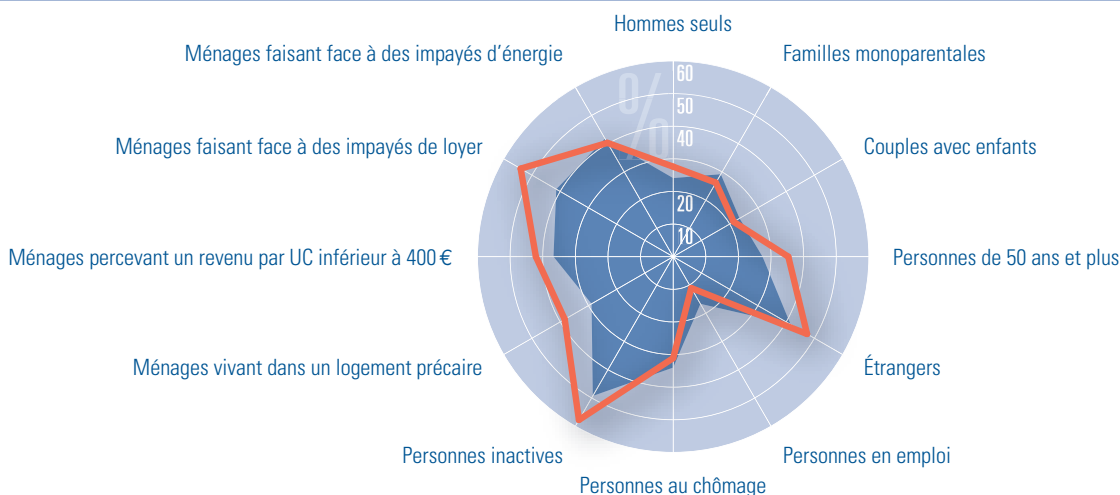 Hommes seuls
Ménages faisant face à des impayés d’énergie
Familles monoparentales
%
%
60
50
40
Ménages faisant face à des impayés de loyer
Couples avec enfants
20
10
Ménages percevant un revenu par UC inférieur à 400 €
Personnes de 50 ans et plus
Ménages vivant dans un logement précaire
Étrangers
Personnes inactives
Personnes en emploi
Personnes au chômage